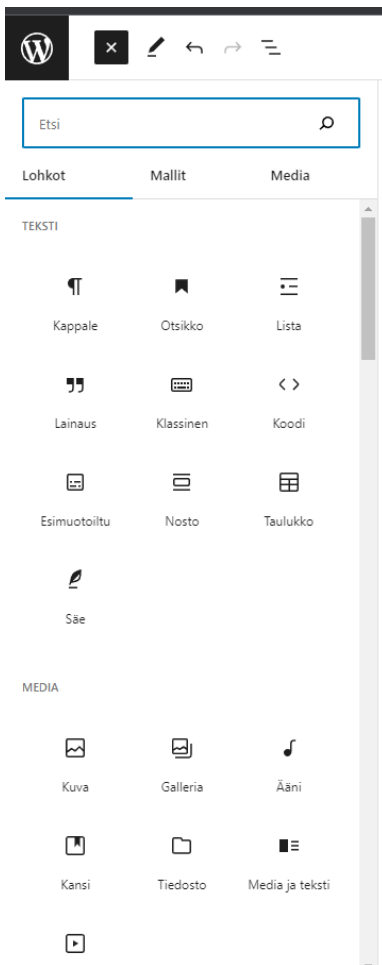 Etsi
Lohkot Mallit Media
TEKSTI
Kappale Otsikko Lista
Lainaus Klassinen Koodi
Esimuotoiltu Nosto Taulukko
Säe
MEDIA
Kuva Galleria Ääni
Kansi Tiedosto Media ja teksti